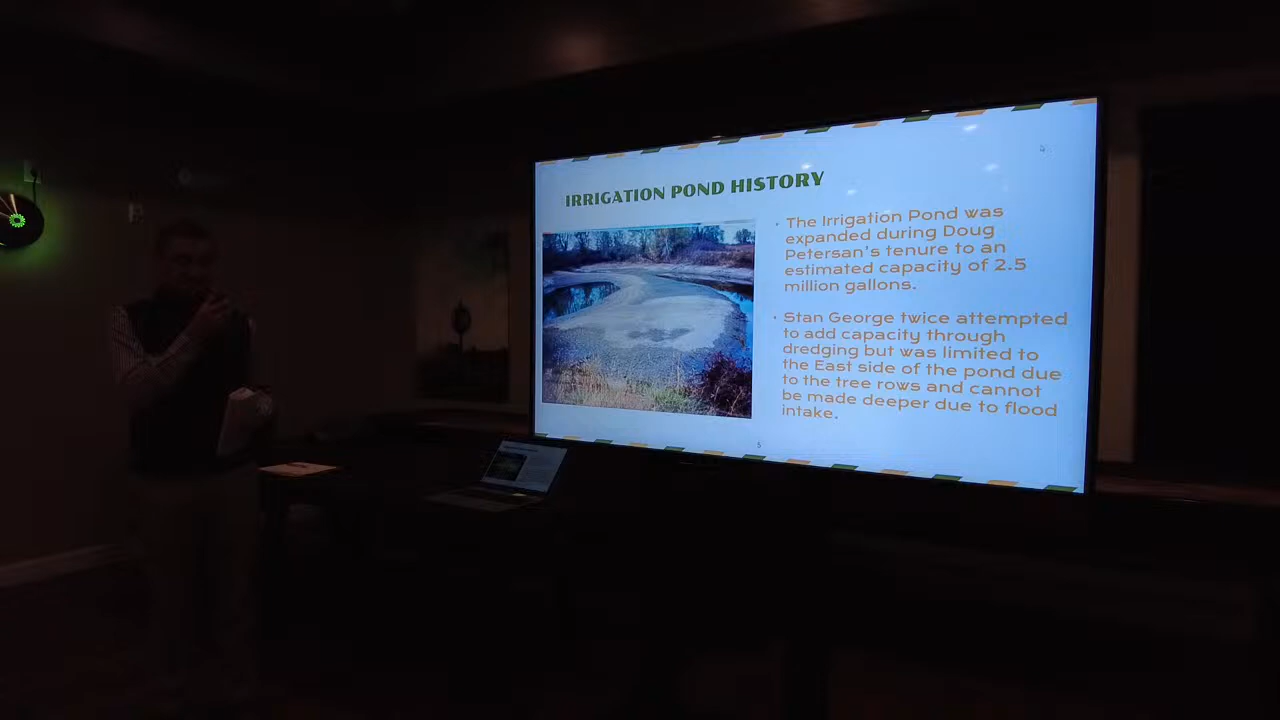 IRRIGATION POND HISTORY
• The Irrigation Pond was
expanded during Doug
Petersan's tenure to an
estimated capacity of 2.5
million gallons.
• Stan George twice attempted
to add capacity through
dredging but was limited to
the East side of the pond due
to the tree rows and cannot
be made deeper due to flood
intake.
5